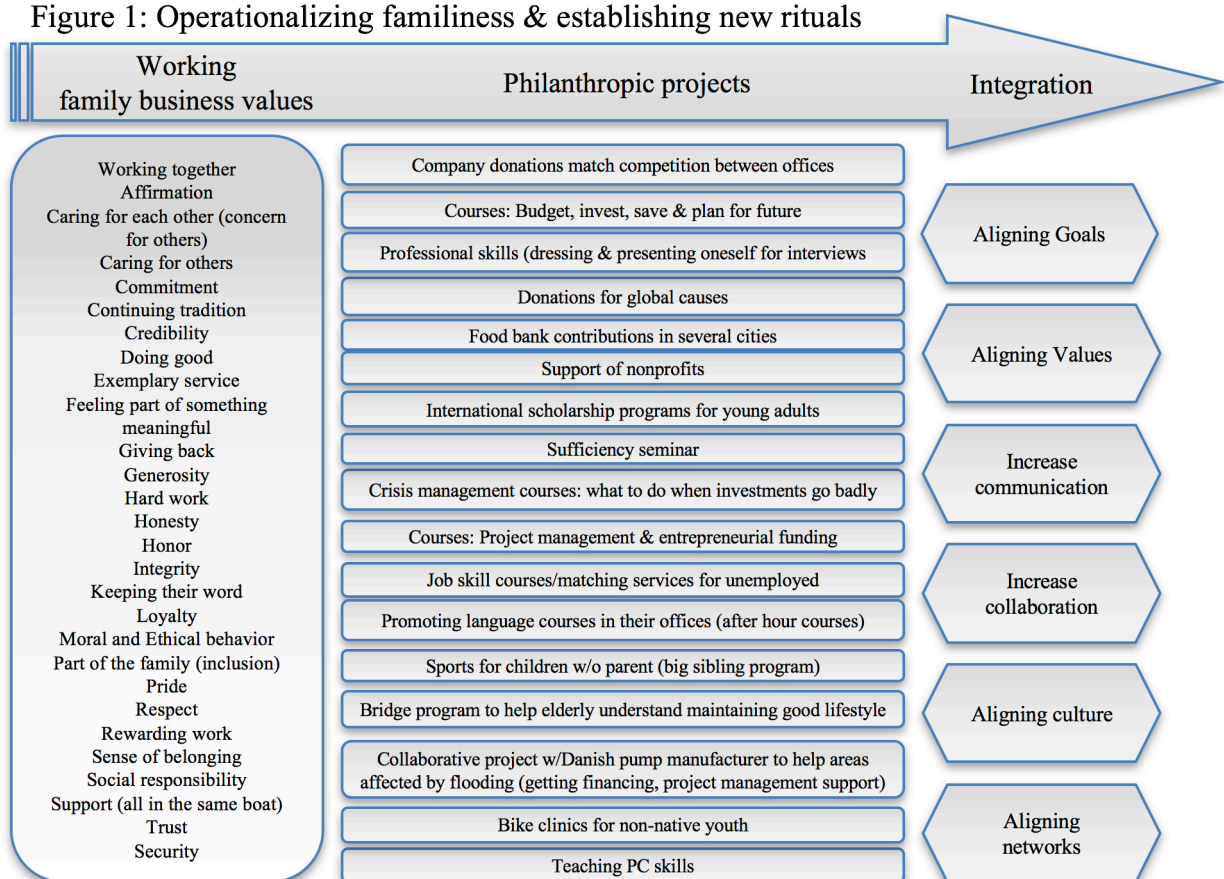 Figure 1: Operationalizing familiness & establishing new rituals
Working
family business values
Philanthropic projects
Integration
Working together
Affirmation
Caring for each other (concern
for others)
Caring for others
Commitment
Continuing tradition
Credibility
Doing good
Exemplary service
Feeling part of something
meaningful
Giving back
Generosity
Hard work
Honesty
Honor
Integrity
Keeping their word
Loyalty
Moral and Ethical behavior
Part of the family (inclusion)
Pride
Respect
Rewarding work
Sense of belonging
Social responsibility
Support (all in the same boat)
Trust
Security
Company donations match competition between offices
Courses: Budget, invest, save & plan for future
Professional skills (dressing & presenting oneself for interviews
Donations for global causes
Food bank contributions in several cities
Support of nonprofits
International scholarship programs for young adults
Sufficiency seminar
Crisis management courses: what to do when investments go badly
Courses: Project management & entrepreneurial funding
Job skill courses/matching services for unemployed
Promoting language courses in their offices (after hour courses)
Sports for children w/o parent (big sibling program)
Bridge program to help elderly understand maintaining good lifestyle
Collaborative project w/Danish pump manufacturer to help areas
affected by flooding (getting financing, project management support)
Bike clinics for non-native youth
Teaching PC skills
Aligning Goals
Aligning Values
Increase
communication
Increase
collaboration
Aligning culture
Aligning
networks